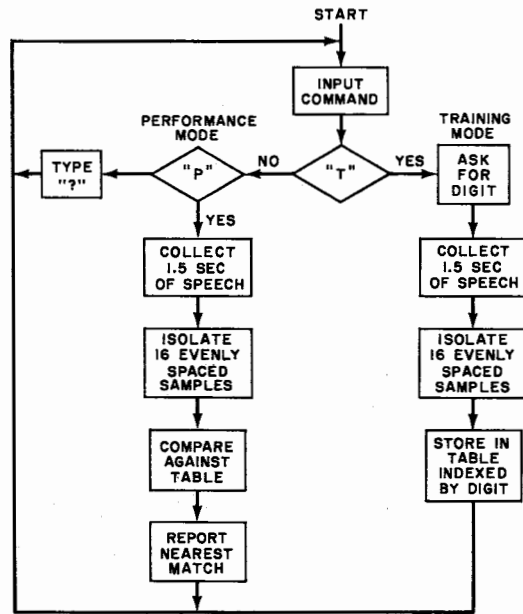 START
INPUT
COMMAND
PERFORMANCE
MODE
TRAINING
MODE
TYPE
"?"
"P"
NO
"T"
YES
ASK
FOR
DIGIT
YES
COLLECT
1.5 SEC
OF SPEECH
ISOLATE
16 EVENLY
SPACED
SAMPLES
COMPARE
AGAINST
TABLE
REPORT
NEAREST
MATCH
COLLECT
1.5 SEC
OF SPEECH
ISOLATE
16 EVENLY
SPACED
SAMPLES
STORE IN
TABLE
INDEXED
BY DIGIT